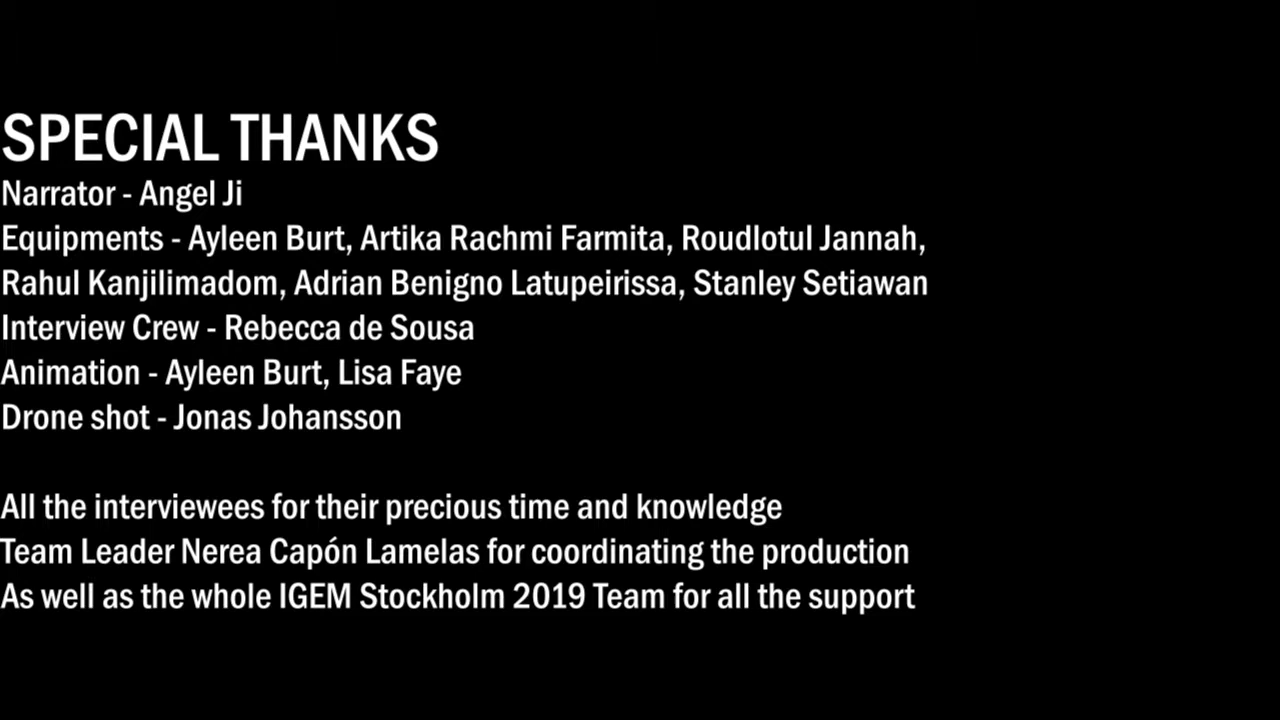 SPECIAL THANKS
Narrator - Angel Ji
Equipments - Ayleen Burt, Artika Rachmi Farmita, Roudlotul Jannah,
Rahul Kanjilimadom, Adrian Benigno Latupeirissa, Stanley Setiawan
Interview Crew - Rebecca de Sousa
Animation - Ayleen Burt, Lisa Faye
Drone shot - Jonas Johansson
All the interviewees for their precious time and knowledge
Team Leader Nerea Capón Lamelas for coordinating the production
As well as the whole IGEM Stockholm 2019 Team for all the support